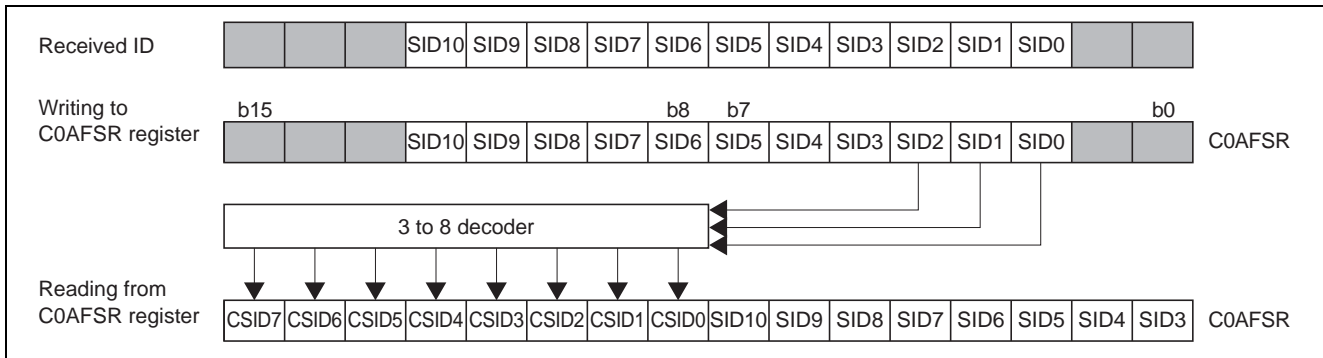 Received ID
SID10 SID9 SID8 SID7 SID6 SID5 SID4 SID3 SID2 SID1 SID0
Writing to
C0AFSR register
b15 b8 b7 b0
SID10 SID9 SID8 SID7 SID6 SID5 SID4 SID3 SID2 SID1 SID0 C0AFSR
3 to 8 decoder
Reading from
C0AFSR register
CSID7 CSID6 CSID5 CSID4 CSID3 CSID2 CSID1 CSID0 SID10 SID9 SID8 SID7 SID6 SID5 SID4 SID3 C0AFSR